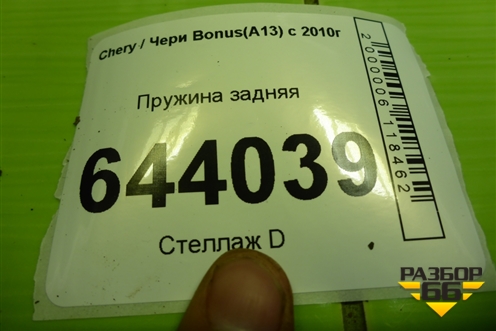 Chery / Чери Bonus(A13) с 2010г
Пружина задняя
644039
Стеллаж D
2000006118462
РАЗБОР
66